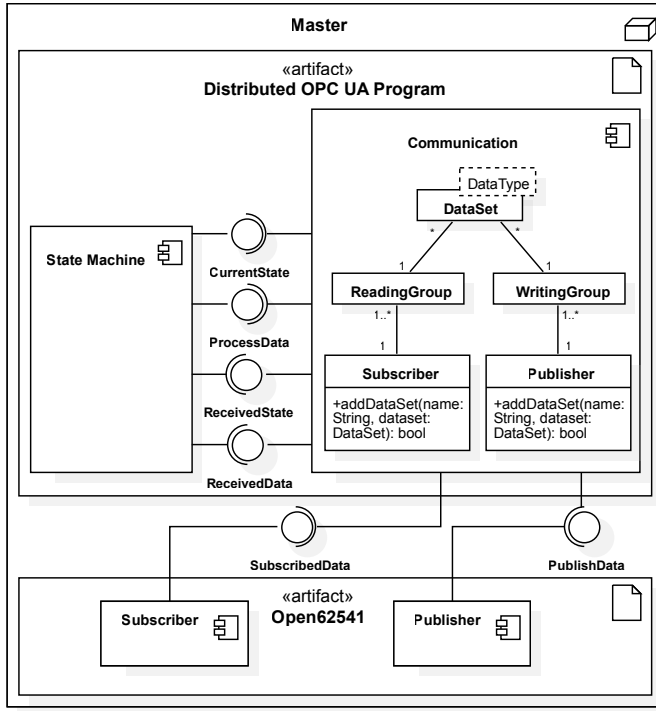 Master
«artifact»
Distributed OPC UA Program
Communication
DataType
DataSet
*
*
State Machine
CurrentState
1
1
ReadingGroup
WritingGroup
1..*
1..*
ProcessData
1
1
Subscriber
Publisher
+addDataSet(name:
String, dataset:
DataSet): bool
+addDataSet(name:
String, dataset:
DataSet): bool
ReceivedState
ReceivedData
SubscribedData
PublishData
«artifact»
Open62541
Subscriber
Publisher